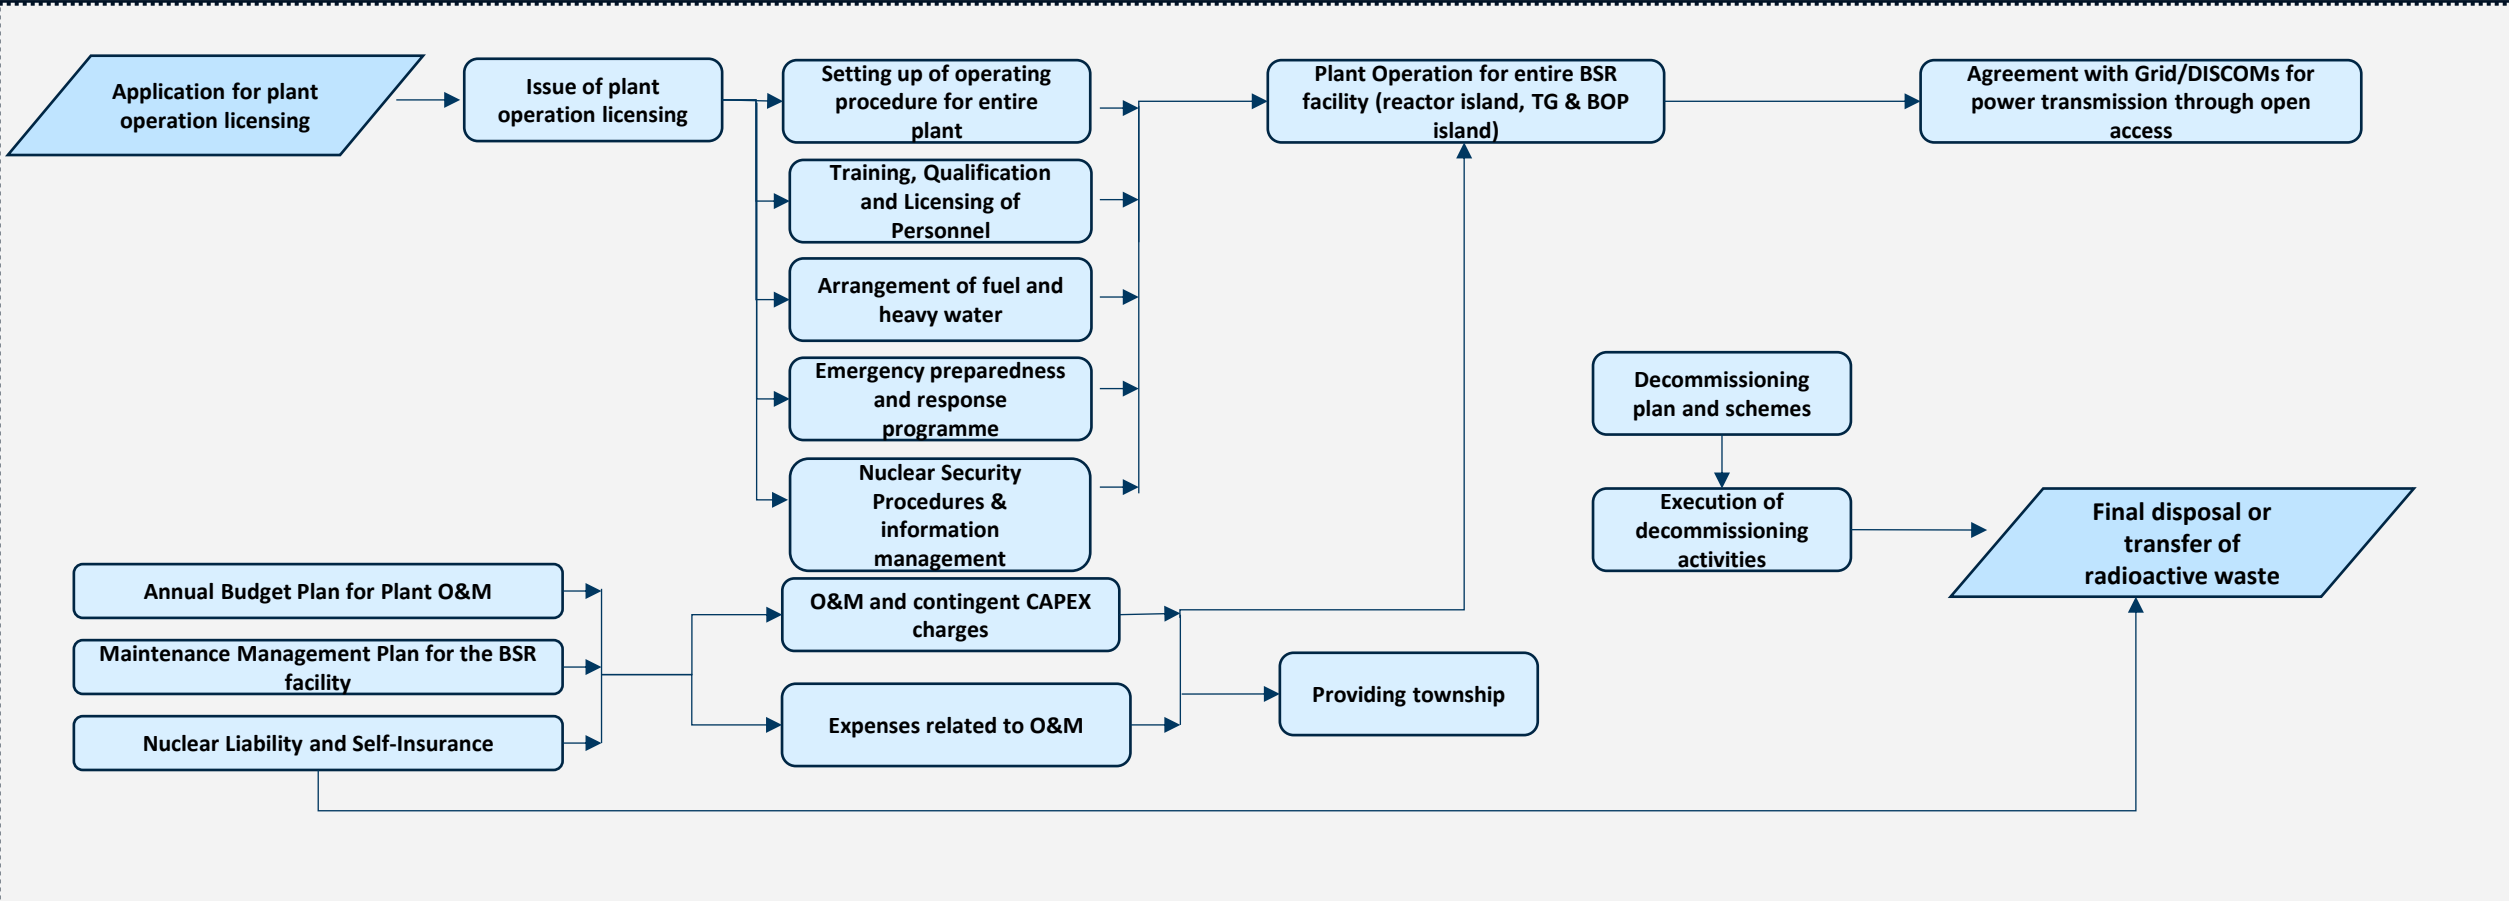 Application for plant
operation licensing
Issue of plant
operation licensing
Setting up of operating
procedure for entire
plant
Plant Operation for entire BSR
facility (reactor island, TG & BOP
island)
Agreement with Grid/DISCOMs for
power transmission through open
access
Training, Qualification
and Licensing of
Personnel
Arrangement of fuel and
heavy water
Emergency preparedness
and response
programme
Nuclear Security
Procedures &
information
management
Decommissioning
plan and schemes
Execution of
decommissioning
activities
Final disposal or
transfer of
radioactive waste
Annual Budget Plan for Plant O&M
Maintenance Management Plan for the BSR
facility
Nuclear Liability and Self-Insurance
O&M and contingent CAPEX
charges
Expenses related to O&M
Providing township